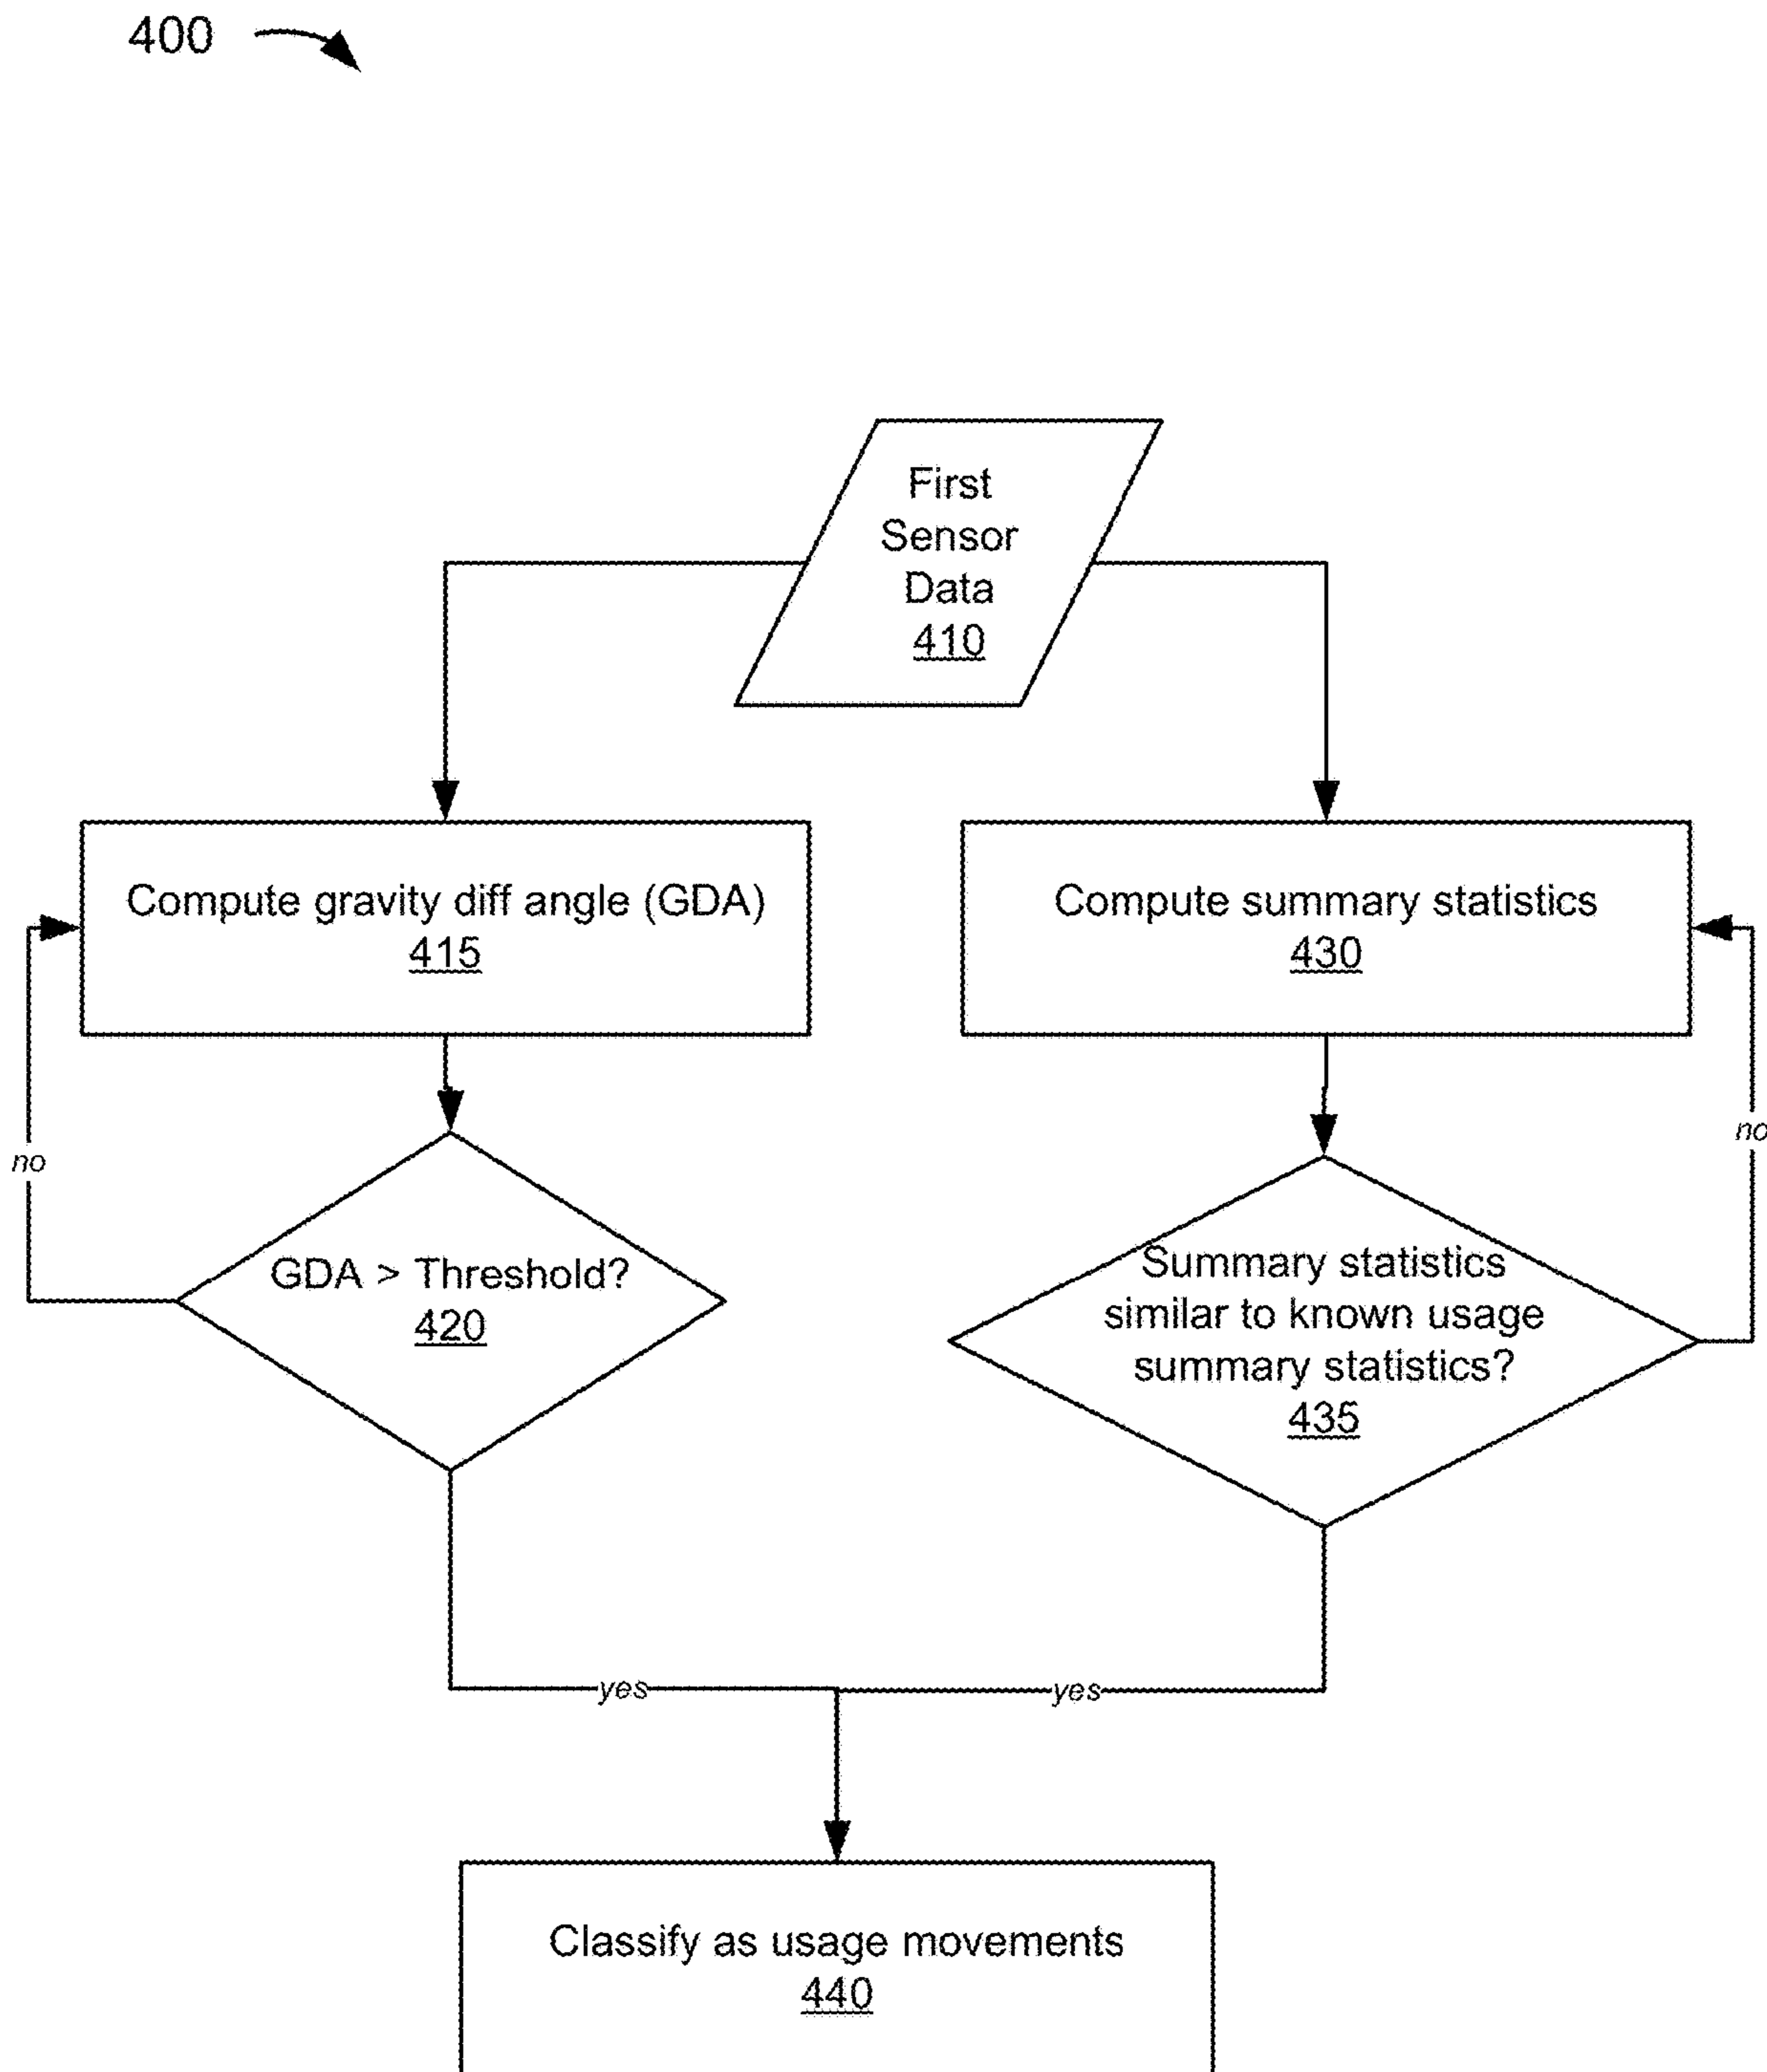 400
First
Sensor
Data
410
Compute gravity diff angle (GDA)
415
Compute summary statistics
430
no
no
GDA > Threshold?
420
Summary statistics
similar to known usage
summary statistics?
435
yes
yes
Classify as usage movements
440